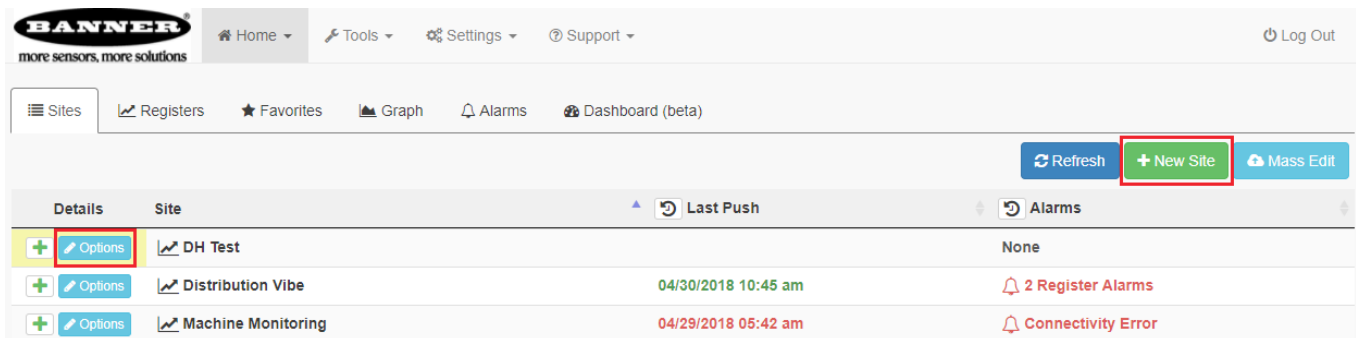 BANNER
more sensors, more solutions
Home Tools Settings Support Log Out
Sites Registers Favorites Graph Alarms Dashboard (beta)
Refresh + New Site Mass Edit
Details Site Last Push Alarms
+ Options DH Test None
+ Options Distribution Vibe 04/30/2018 10:45 am 2 Register Alarms
+ Options Machine Monitoring 04/29/2018 05:42 am Connectivity Error